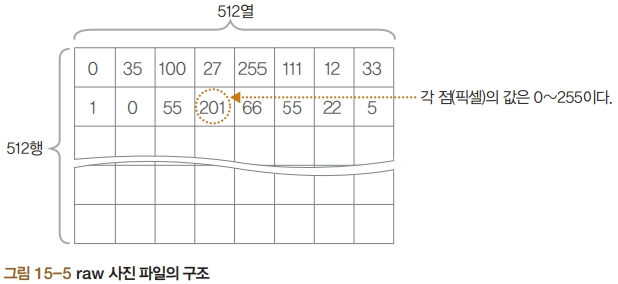 512열
0 35 100 27 255 111 12 33
1 0 55 201 66 55 22 5
각 점(픽셀)의 값은 0~255이다.
512행
그림 15-5 raw 사진 파일의 구조